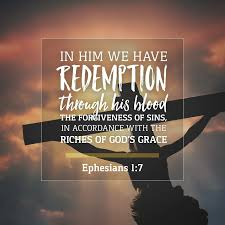 IN HIM WE HAVE
REDEMPTION
through his blood
THE FORGIVENESS OF SINS,
IN ACCORDANCE WITH THE
RICHES OF GOD'S GRACE
Ephesians 1:7